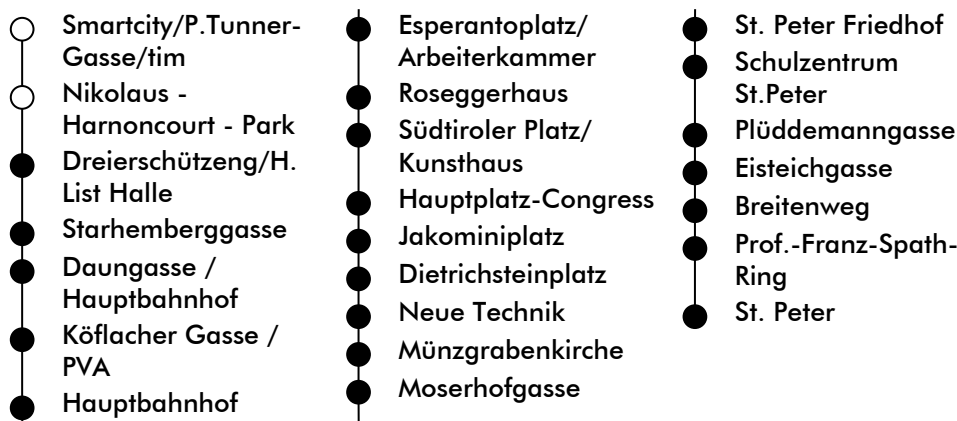 Smartcity/P.Tunner-
Gasse/tim
Nikolaus -
Harnoncourt - Park
Dreierschützeng/H.
List Halle
Starhemberggasse
Daungasse /
Hauptbahnhof
Köflacher Gasse /
PVA
Hauptbahnhof
Esperantoplatz/
Arbeiterkammer
Roseggerhaus
Südtiroler Platz/
Kunsthaus
Hauptplatz-Congress
Jakominiplatz
Dietrichsteinplatz
Neue Technik
Münzgrabenkirche
Moserhofgasse
St. Peter Friedhof
Schulzentrum
St.Peter
Plüddemanngasse
Eisteichgasse
Breitenweg
Prof.-Franz-Spath-
Ring
St. Peter